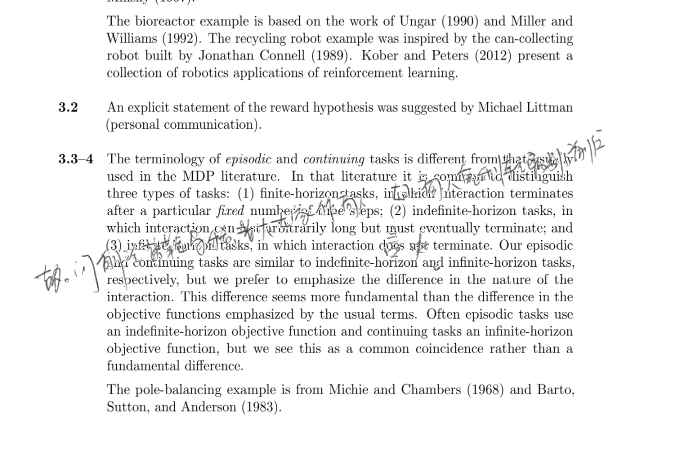 The bioreactor example is based on the work of Ungar (1990) and Miller and
Williams (1992). The recycling robot example was inspired by the can-collecting
robot built by Jonathan Connell (1989). Kober and Peters (2012) present a
collection of robotics applications of reinforcement learning.
3.2 An explicit statement of the reward hypothesis was suggested by Michael Littman
(personal communication).
3.3–4 The terminology of episodic and continuing tasks is different from that usually
used in the MDP literature. In that literature it is common to distinguish
three types of tasks: (1) finite-horizon tasks, in which interaction terminates
after a particular fixed number of time steps; (2) indefinite-horizon tasks, in
which interaction can last arbitrarily long but must eventually terminate; and
(3) infinite-horizon tasks, in which interaction does not terminate. Our episodic
and continuing tasks are similar to indefinite-horizon and infinite-horizon tasks,
respectively, but we prefer to emphasize the difference in the nature of the
interaction. This difference seems more fundamental than the difference in the
objective functions emphasized by the usual terms. Often episodic tasks use
an indefinite-horizon objective function and continuing tasks an infinite-horizon
objective function, but we see this as a common coincidence rather than a
fundamental difference.
The pole-balancing example is from Michie and Chambers (1968) and Barto,
Sutton, and Anderson (1983).